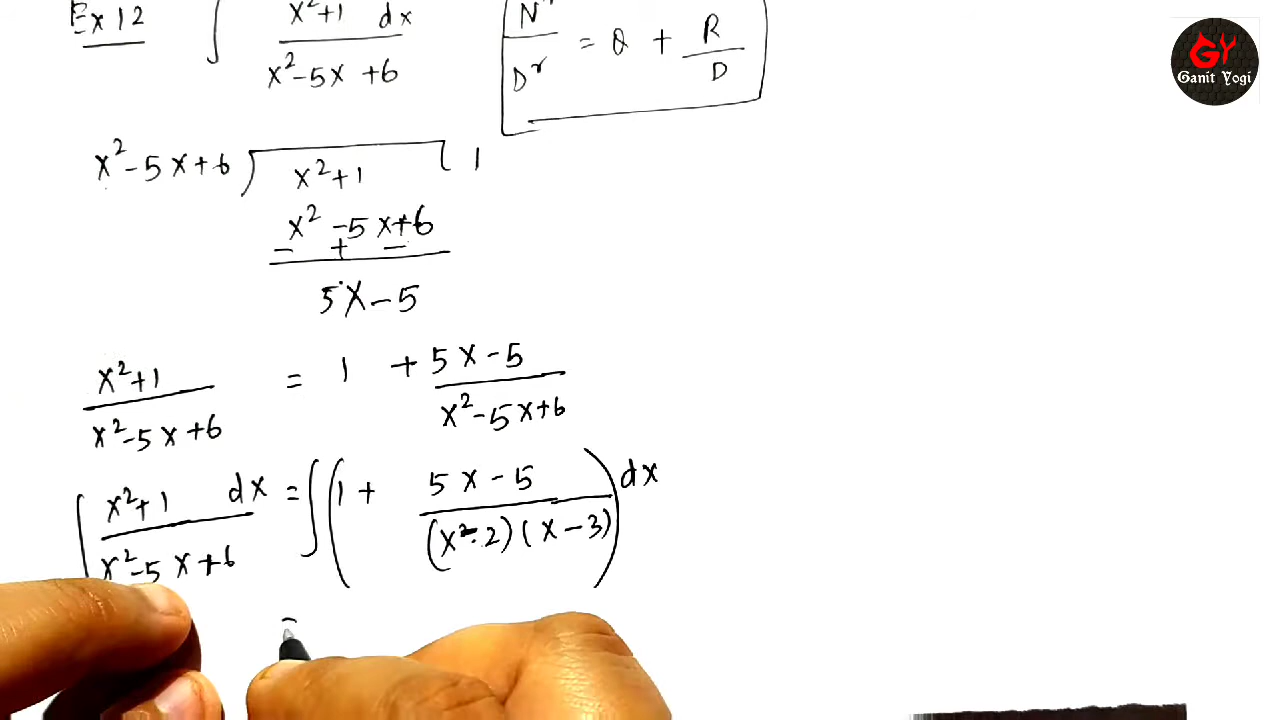 Ex 12 ∫ x²+1 dx / x²-5x+6
Nʳ / Dʳ = Q + R / D
GY
Ganit Yogi
x²-5x+6 ) x²+1 ( 1
x²-5x+6
- + -
5x-5
x²+1 / x²-5x+6 = 1 + 5x-5 / x²-5x+6
∫ x²+1 / x²-5x+6 dx = ∫ (1 + 5x-5 / (x-2)(x-3)) dx
=